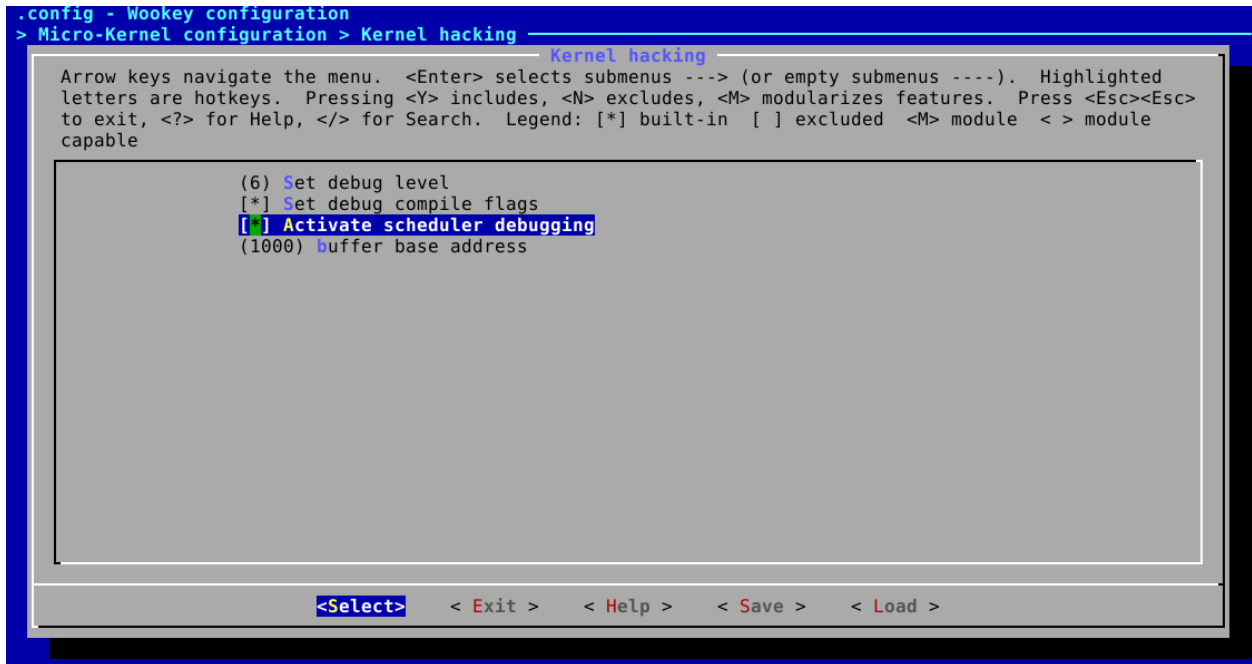 .config - Wookey configuration
> Micro-Kernel configuration > Kernel hacking
Kernel hacking
Arrow keys navigate the menu. <Enter> selects submenus ---> (or empty submenus ----). Highlighted
letters are hotkeys. Pressing <Y> includes, <N> excludes, <M> modularizes features. Press <Esc><Esc>
to exit, <?> for Help, </> for Search. Legend: [*] built-in [ ] excluded <M> module < > module
capable
(6) Set debug level
[*] Set debug compile flags
[*] Activate scheduler debugging
(1000) buffer base address
<Select> < Exit > < Help > < Save > < Load >